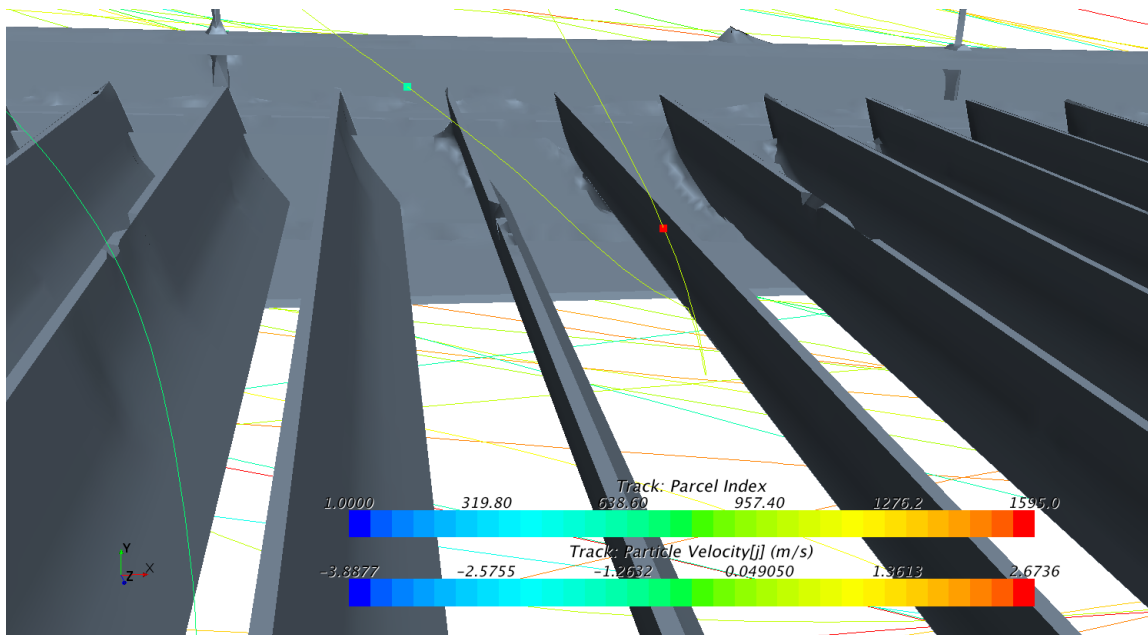 Track: Parcel Index
1.0000 319.80 638.60 957.40 1276.2 1595.0
Track: Particle Velocity[j] (m/s)
-3.8877 -2.5755 -1.2632 0.049050 1.3613 2.6736
Y
Z X